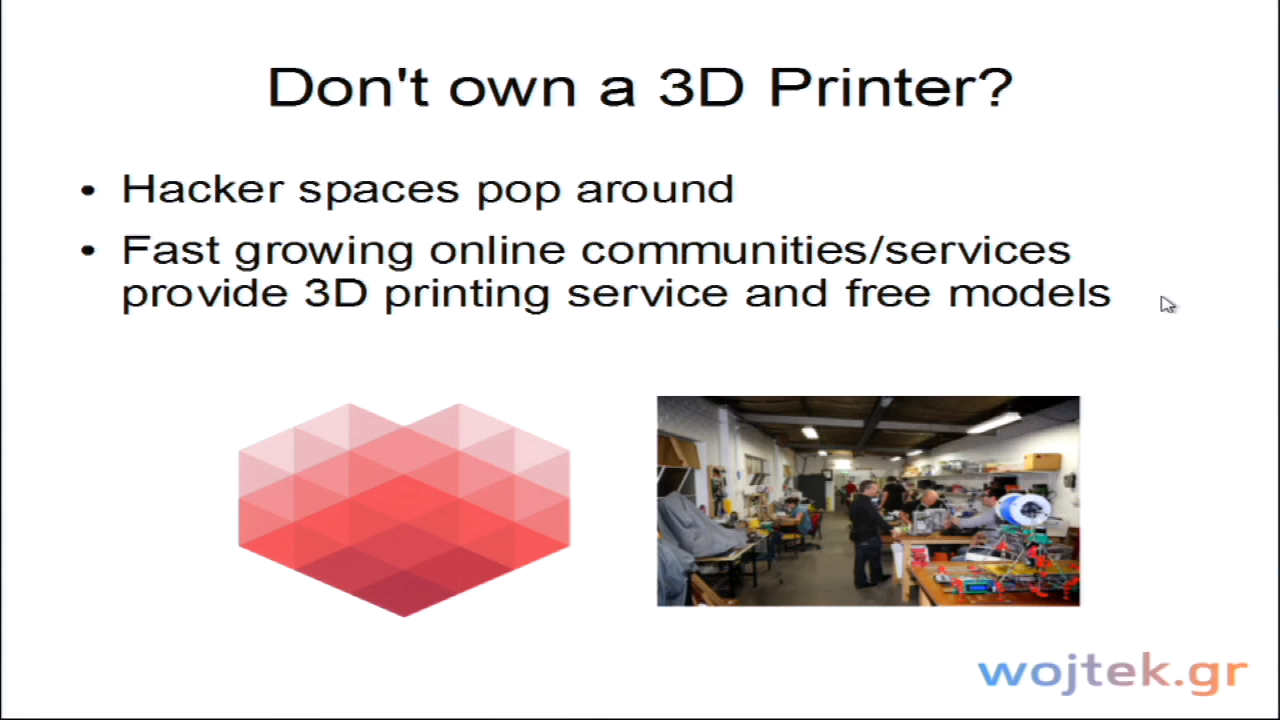 Don't own a 3D Printer?
• Hacker spaces pop around
• Fast growing online communities/services
provide 3D printing service and free models
wojtek.gr